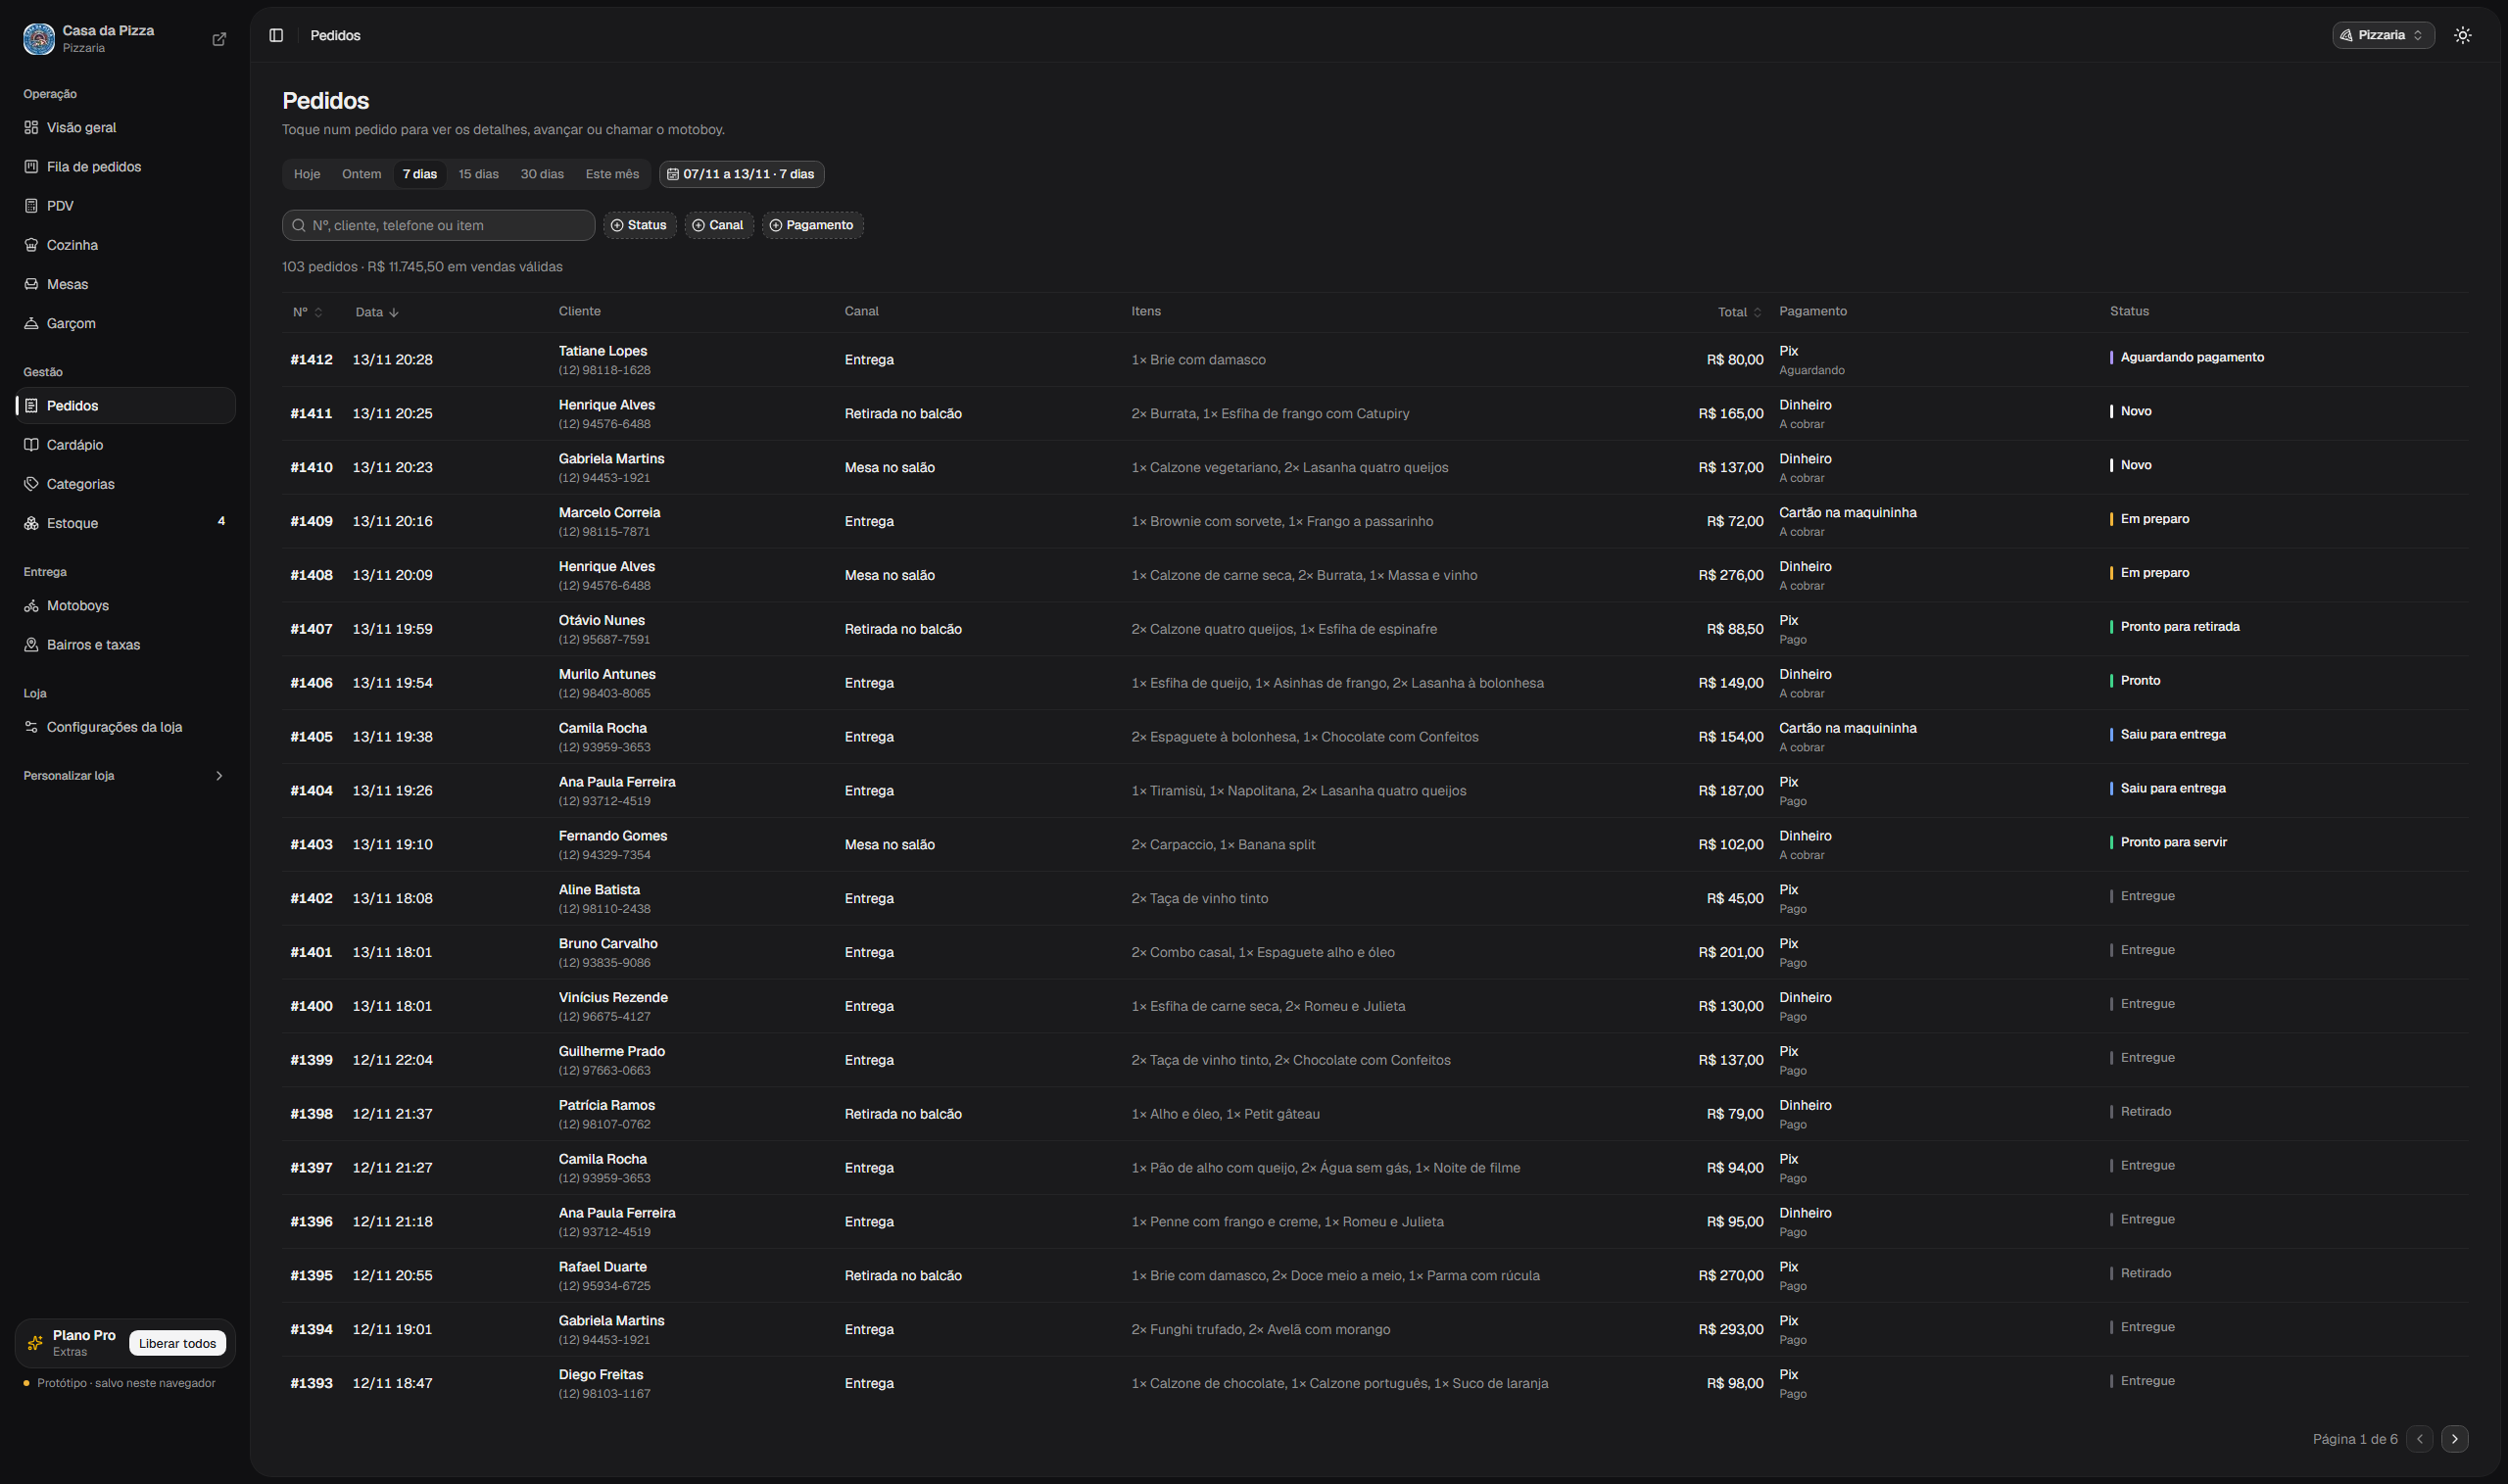 Casa da Pizza
Pizzaria
Operação
Visão geral
Fila de pedidos
PDV
Cozinha
Mesas
Garçom
Gestão
Pedidos
Cardápio
Categorias
Estoque 4
Entrega
Motoboys
Bairros e taxas
Loja
Configurações da loja
Personalizar loja
Plano Pro
Extras
Liberar todos
Protótipo · salvo neste navegador
Pedidos
Pizzaria
Pedidos
Toque num pedido para ver os detalhes, avançar ou chamar o motoboy.
Hoje Ontem 7 dias 15 dias 30 dias Este mês 07/11 a 13/11 · 7 dias
Nº, cliente, telefone ou item Status Canal Pagamento
103 pedidos · R$ 11.745,50 em vendas válidas
Nº Data Cliente Canal Itens Total Pagamento Status
#1412 13/11 20:28 Tatiane Lopes Entrega 1× Brie com damasco R$ 80,00 Pix Aguardando pagamento
(12) 98118-1628 Aguardando
#1411 13/11 20:25 Henrique Alves Retirada no balcão 2× Burrata, 1× Esfiha de frango com Catupiry R$ 165,00 Dinheiro Novo
(12) 94576-6488 A cobrar
#1410 13/11 20:23 Gabriela Martins Mesa no salão 1× Calzone vegetariano, 2× Lasanha quatro queijos R$ 137,00 Dinheiro Novo
(12) 94453-1921 A cobrar
#1409 13/11 20:16 Marcelo Correia Entrega 1× Brownie com sorvete, 1× Frango a passarinho R$ 72,00 Cartão na maquininha Em preparo
(12) 98115-7871 A cobrar
#1408 13/11 20:09 Henrique Alves Mesa no salão 1× Calzone de carne seca, 2× Burrata, 1× Massa e vinho R$ 276,00 Dinheiro Em preparo
(12) 94576-6488 A cobrar
#1407 13/11 19:59 Otávio Nunes Retirada no balcão 2× Calzone quatro queijos, 1× Esfiha de espinafre R$ 88,50 Pix Pronto para retirada
(12) 95687-7591 Pago
#1406 13/11 19:54 Murilo Antunes Entrega 1× Esfiha de queijo, 1× Asinhas de frango, 2× Lasanha à bolonhesa R$ 149,00 Dinheiro Pronto
(12) 98403-8065 A cobrar
#1405 13/11 19:38 Camila Rocha Entrega 2× Espaguete à bolonhesa, 1× Chocolate com Confeitos R$ 154,00 Cartão na maquininha Saiu para entrega
(12) 93959-3653 A cobrar
#1404 13/11 19:26 Ana Paula Ferreira Entrega 1× Tiramisù, 1× Napolitana, 2× Lasanha quatro queijos R$ 187,00 Pix Saiu para entrega
(12) 93712-4519 Pago
#1403 13/11 19:10 Fernando Gomes Mesa no salão 2× Carpaccio, 1× Banana split R$ 102,00 Dinheiro Pronto para servir
(12) 94329-7354 A cobrar
#1402 13/11 18:08 Aline Batista Entrega 2× Taça de vinho tinto R$ 45,00 Pix Entregue
(12) 98110-2438 Pago
#1401 13/11 18:01 Bruno Carvalho Entrega 2× Combo casal, 1× Espaguete alho e óleo R$ 201,00 Pix Entregue
(12) 93835-9086 Pago
#1400 13/11 18:01 Vinícius Rezende Entrega 1× Esfiha de carne seca, 2× Romeu e Julieta R$ 130,00 Dinheiro Entregue
(12) 96675-4127 Pago
#1399 12/11 22:04 Guilherme Prado Entrega 2× Taça de vinho tinto, 2× Chocolate com Confeitos R$ 137,00 Pix Entregue
(12) 97663-0663 Pago
#1398 12/11 21:37 Patrícia Ramos Retirada no balcão 1× Alho e óleo, 1× Petit gâteau R$ 79,00 Dinheiro Retirado
(12) 98107-0762 Pago
#1397 12/11 21:27 Camila Rocha Entrega 1× Pão de alho com queijo, 2× Água sem gás, 1× Noite de filme R$ 94,00 Pix Entregue
(12) 93959-3653 Pago
#1396 12/11 21:18 Ana Paula Ferreira Entrega 1× Penne com frango e creme, 1× Romeu e Julieta R$ 95,00 Dinheiro Entregue
(12) 93712-4519 Pago
#1395 12/11 20:55 Rafael Duarte Retirada no balcão 1× Brie com damasco, 2× Doce meio a meio, 1× Parma com rúcula R$ 270,00 Pix Retirado
(12) 95934-6725 Pago
#1394 12/11 19:01 Gabriela Martins Entrega 2× Funghi trufado, 2× Avelã com morango R$ 293,00 Pix Entregue
(12) 94453-1921 Pago
#1393 12/11 18:47 Diego Freitas Entrega 1× Calzone de chocolate, 1× Calzone português, 1× Suco de laranja R$ 98,00 Pix Entregue
(12) 98103-1167 Pago
Página 1 de 6